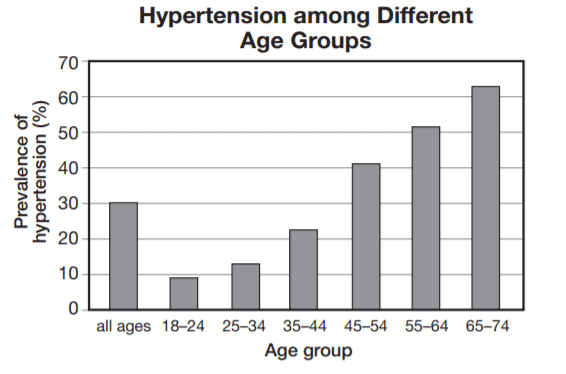 Hypertension among Different
Age Groups
Prevalence of
hypertension (%)
70
60
50
40
30
20
10
0
all ages 18–24 25–34 35–44 45–54 55–64 65–74
Age group